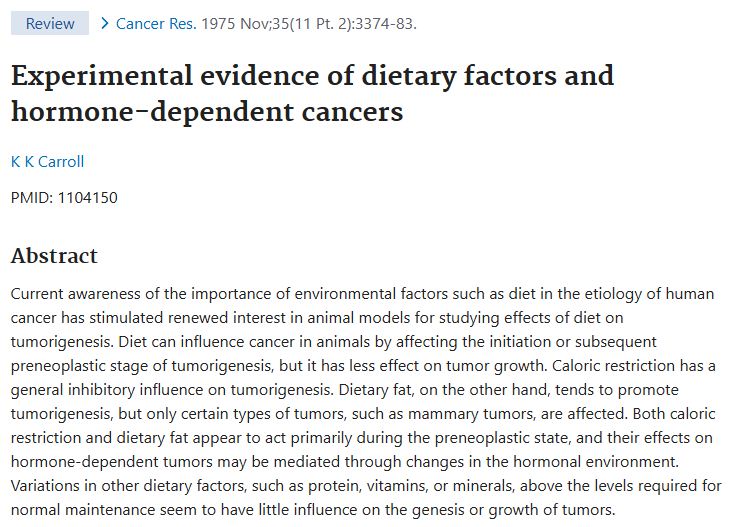 Review
Cancer Res. 1975 Nov;35(11 Pt. 2):3374-83.
Experimental evidence of dietary factors and
hormone-dependent cancers
K K Carroll
PMID: 1104150
Abstract
Current awareness of the importance of environmental factors such as diet in the etiology of human
cancer has stimulated renewed interest in animal models for studying effects of diet on
tumorigenesis. Diet can influence cancer in animals by affecting the initiation or subsequent
preneoplastic stage of tumorigenesis, but it has less effect on tumor growth. Caloric restriction has a
general inhibitory influence on tumorigenesis. Dietary fat, on the other hand, tends to promote
tumorigenesis, but only certain types of tumors, such as mammary tumors, are affected. Both caloric
restriction and dietary fat appear to act primarily during the preneoplastic state, and their effects on
hormone-dependent tumors may be mediated through changes in the hormonal environment.
Variations in other dietary factors, such as protein, vitamins, or minerals, above the levels required for
normal maintenance seem to have little influence on the genesis or growth of tumors.